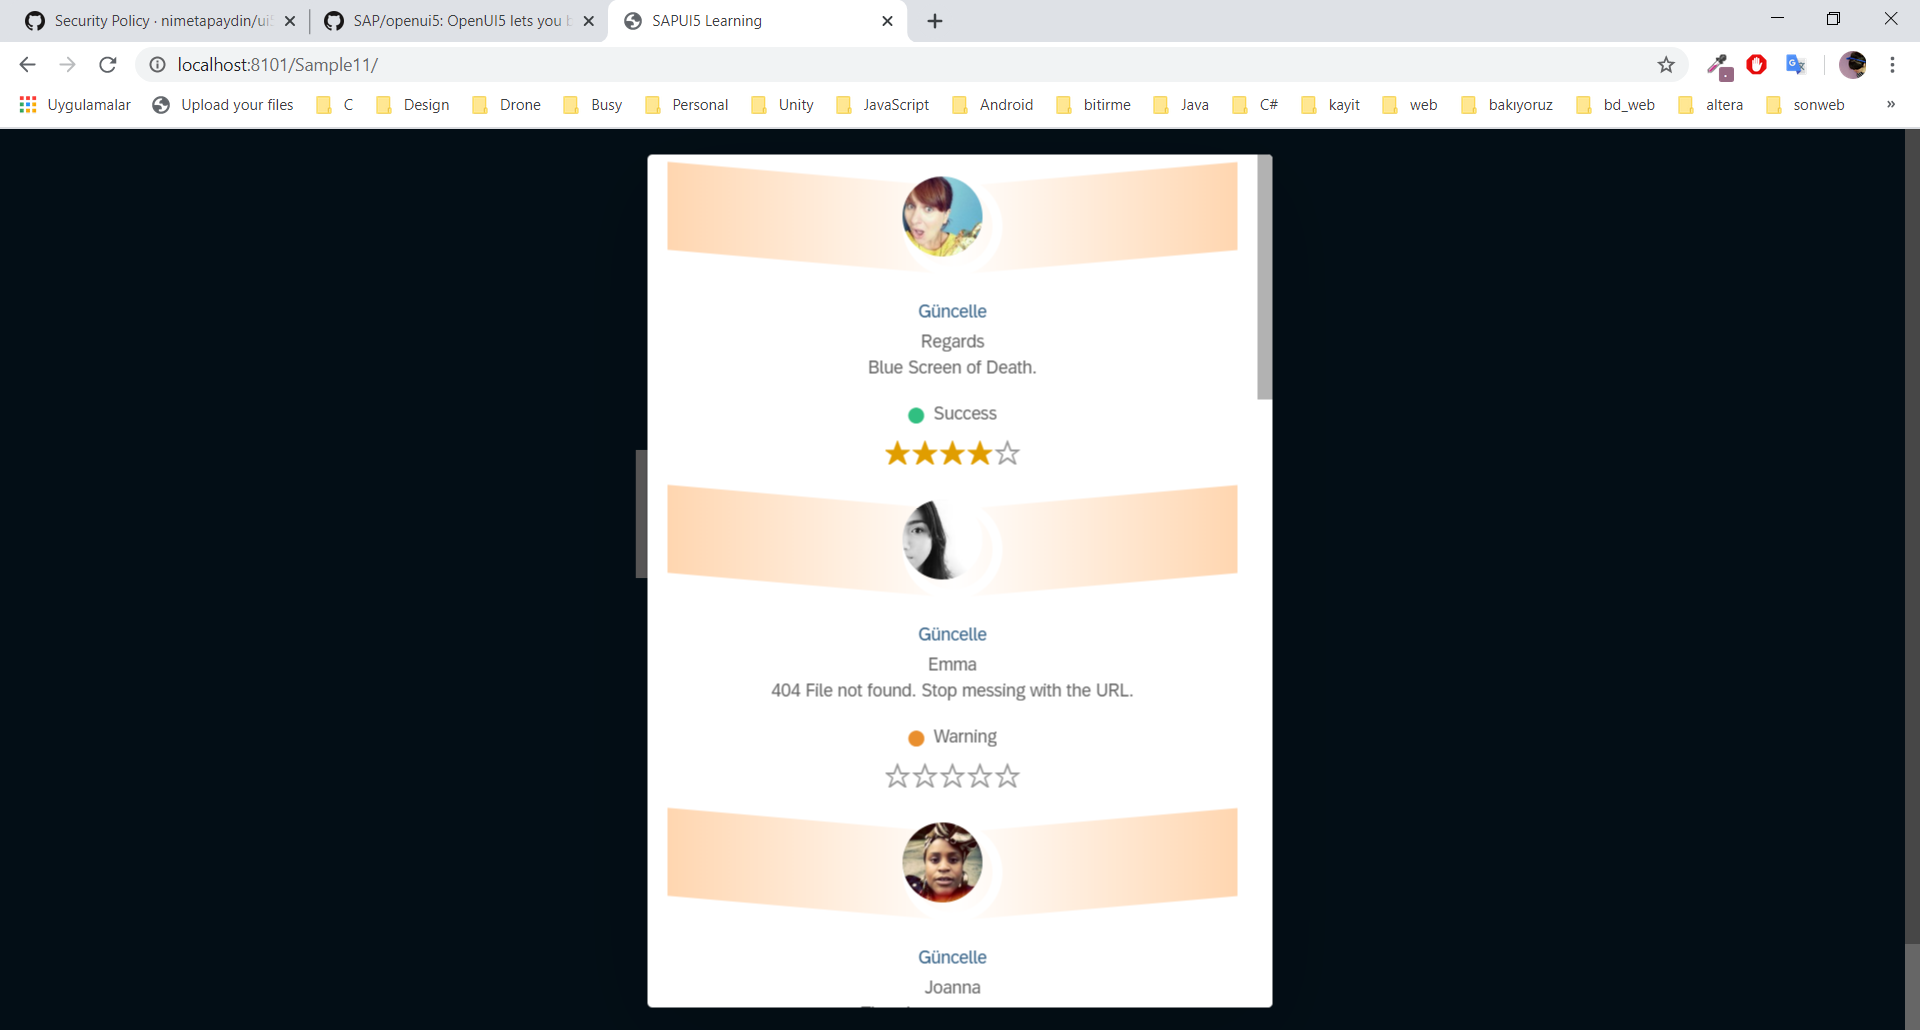 Security Policy · nimetapaydin/ui5
SAP/openui5: OpenUI5 lets you b
SAPUI5 Learning
localhost:8101/Sample11/
Uygulamalar Upload your files C Design Drone Busy Personal Unity JavaScript Android bitirme Java C# kayit web bakıyoruz bd_web altera sonweb »
Güncelle
Regards
Blue Screen of Death.
Success
Güncelle
Emma
404 File not found. Stop messing with the URL.
Warning
Güncelle
Joanna